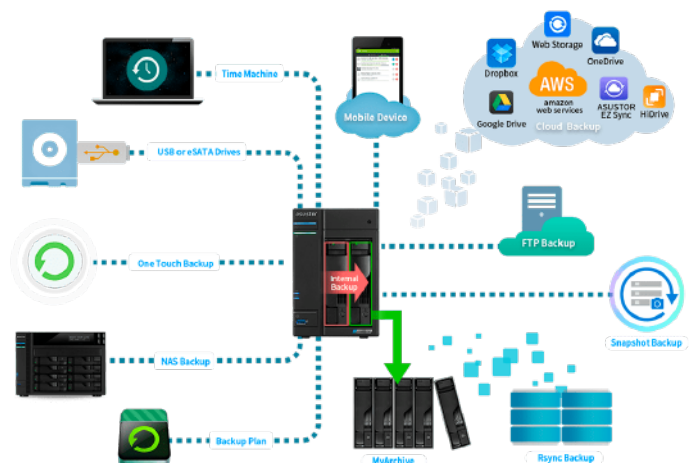 Time Machine
Mobile Device
Web Storage
OneDrive
Dropbox
AWS
amazon
web services
Google Drive
ASUSTOR
EZ Sync
HiDrive
Cloud Backup
USB or eSATA Drives
One Touch Backup
Internal
Backup
FTP Backup
Snapshot Backup
NAS Backup
Backup Plan
MyArchive
Rsync Backup